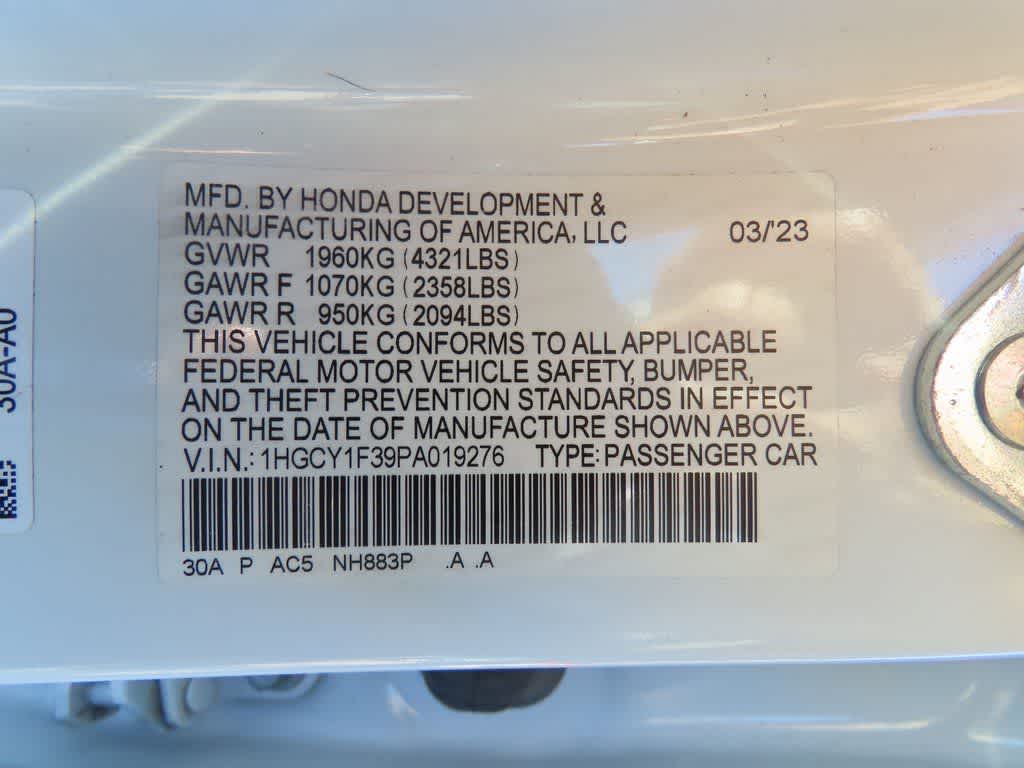 MFD. BY HONDA DEVELOPMENT &
MANUFACTURING OF AMERICA, LLC 03/'23
GVWR 1960KG (4321LBS)
GAWR F 1070KG (2358LBS)
GAWR R 950KG (2094LBS)
THIS VEHICLE CONFORMS TO ALL APPLICABLE
FEDERAL MOTOR VEHICLE SAFETY, BUMPER,
AND THEFT PREVENTION STANDARDS IN EFFECT
ON THE DATE OF MANUFACTURE SHOWN ABOVE.
V.I.N.: 1HGCY1F39PA019276 TYPE: PASSENGER CAR
30A P AC5 NH883P .A .A
30A-A0